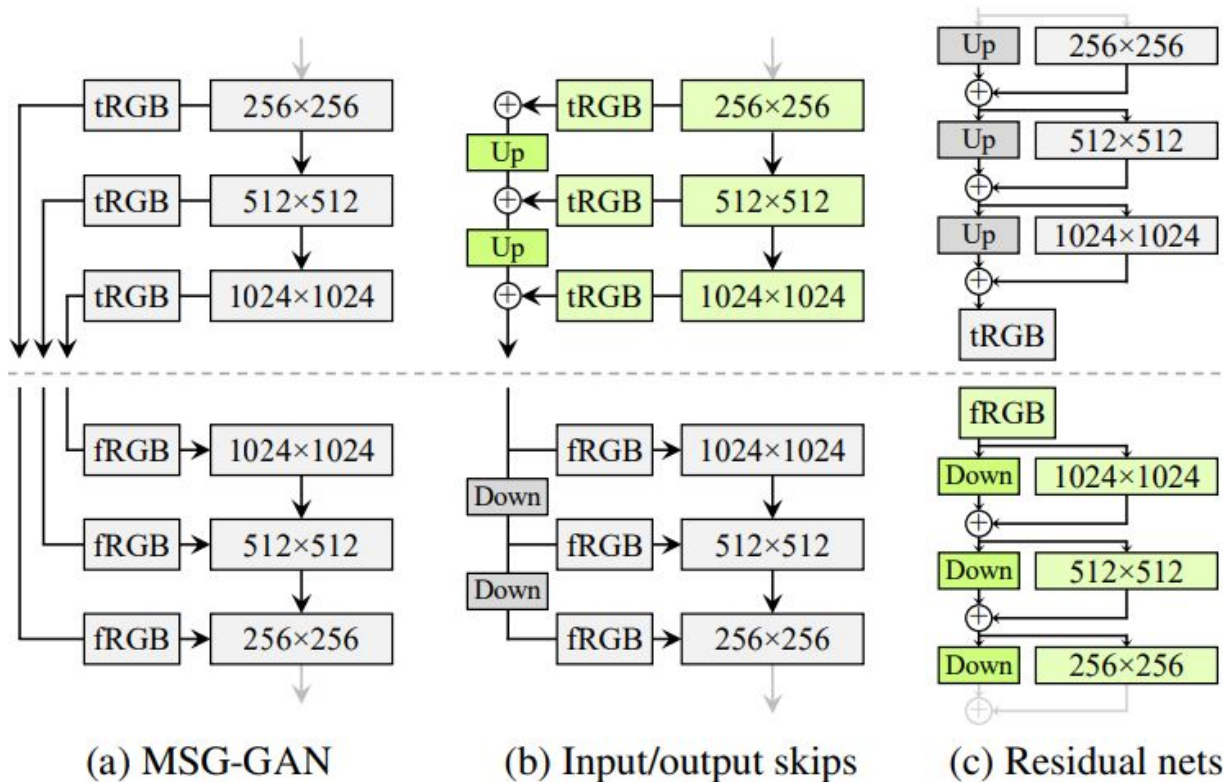 tRGB 256×256
tRGB 512×512
tRGB 1024×1024
fRGB 1024×1024
fRGB 512×512
fRGB 256×256
(a) MSG-GAN
tRGB 256×256
Up
tRGB 512×512
Up
tRGB 1024×1024
fRGB 1024×1024
Down
fRGB 512×512
Down
fRGB 256×256
(b) Input/output skips
Up 256×256
Up 512×512
Up 1024×1024
tRGB
fRGB
Down 1024×1024
Down 512×512
Down 256×256
(c) Residual nets